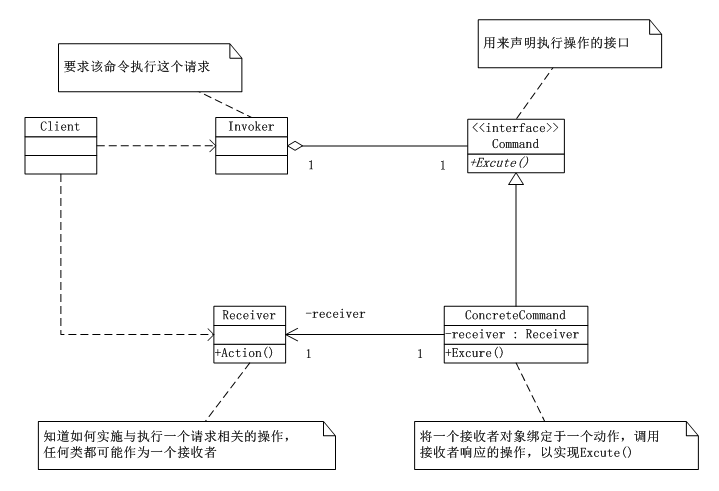 用来声明执行操作的接口
要求该命令执行这个请求
Client
Invoker
<<interface>>
Command
+Excute()
1
1
Receiver
+Action()
-receiver
1
1
ConcreteCommand
-receiver : Receiver
+Excure()
知道如何实施与执行一个请求相关的操作,
任何类都可能作为一个接收者
将一个接收者对象绑定于一个动作, 调用
接收者响应的操作, 以实现Excute()